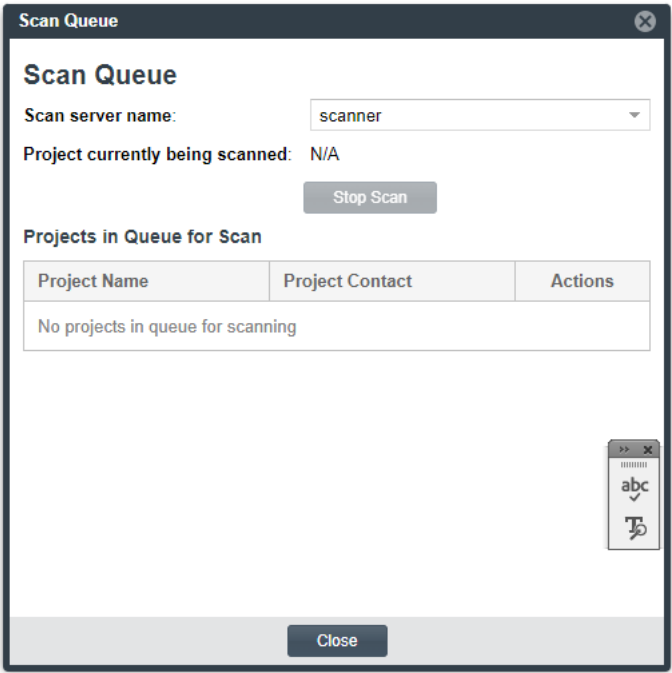 Scan Queue
Scan Queue
Scan server name: scanner
Project currently being scanned: N/A
Stop Scan
Projects in Queue for Scan
Project Name Project Contact Actions
No projects in queue for scanning
abc
T
Close